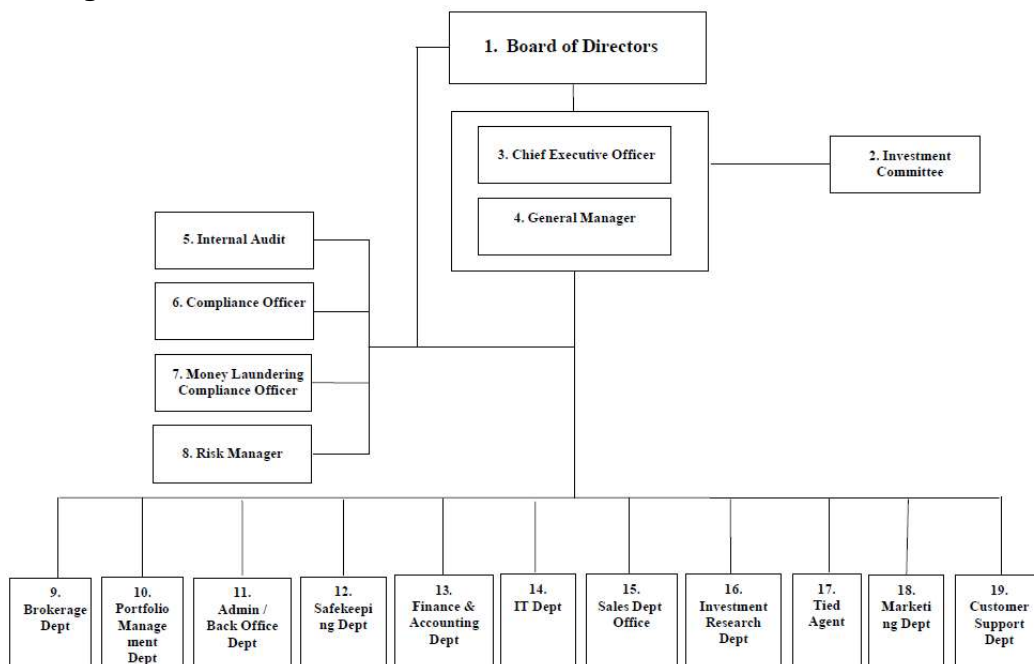 1. Board of Directors
3. Chief Executive Officer
2. Investment
Committee
4. General Manager
5. Internal Audit
6. Compliance Officer
7. Money Laundering
Compliance Officer
8. Risk Manager
9.
Brokerage
Dept
10.
Portfolio
Manage
ment
Dept
11.
Admin /
Back Office
Dept
12.
Safekeepi
ng Dept
13.
Finance &
Accounting
Dept
14.
IT Dept
15.
Sales Dept
Office
16.
Investment
Research
Dept
17.
Tied
Agent
18.
Marketi
ng Dept
19.
Customer
Support
Dept